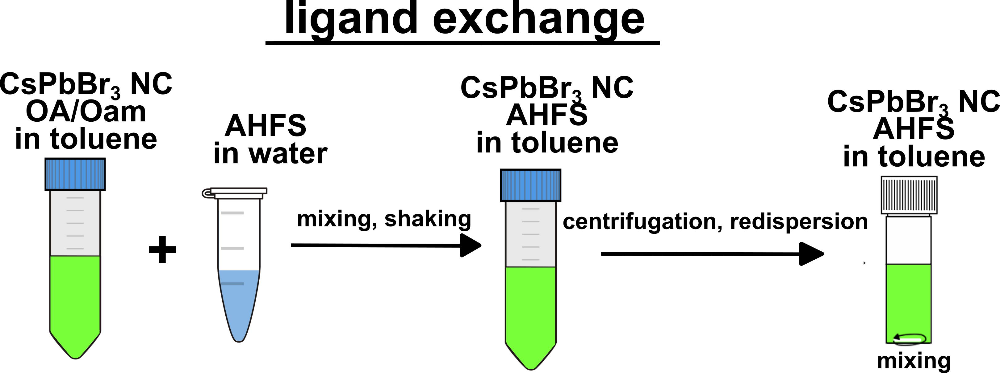 ligand exchange
CsPbBr₃ NC
OA/Oam
in toluene
+
AHFS
in water
mixing, shaking
CsPbBr₃ NC
AHFS
in toluene
centrifugation, redispersion
CsPbBr₃ NC
AHFS
in toluene
mixing